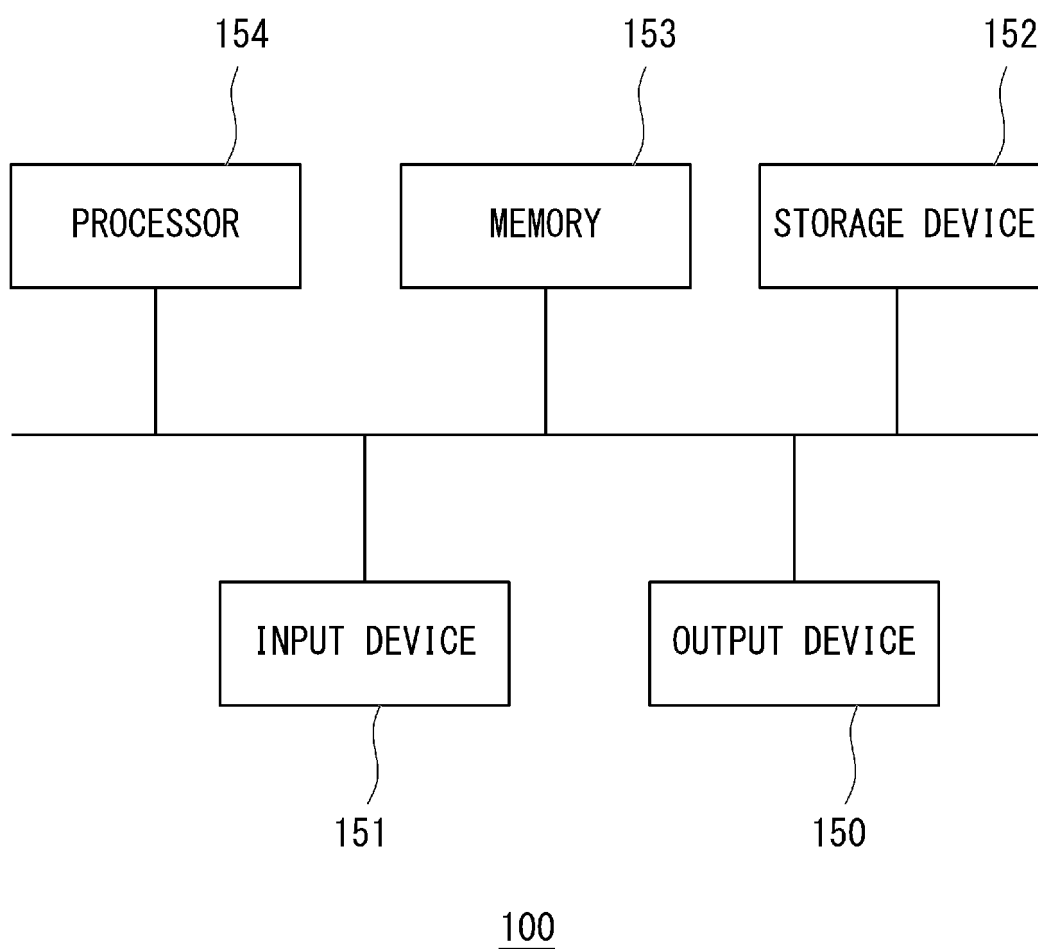 154
153
152
PROCESSOR
MEMORY
STORAGE DEVICE
INPUT DEVICE
OUTPUT DEVICE
151
150
100